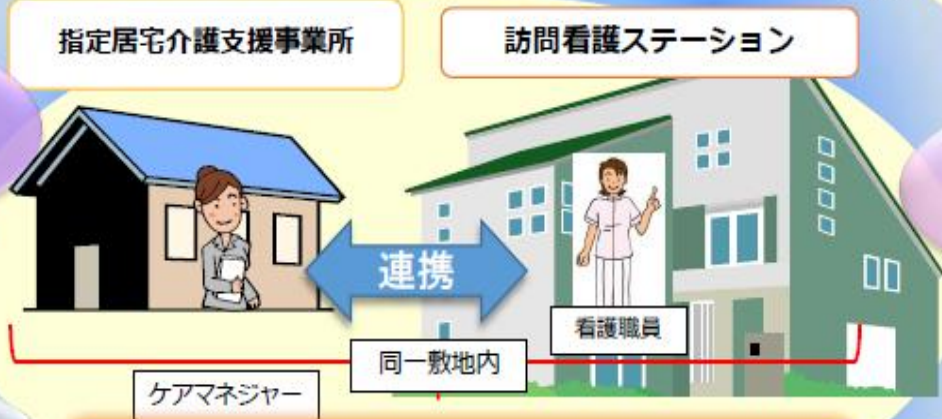 指定居宅介護支援事業所
訪問看護ステーション
連携
看護職員
同一敷地内
ケアマネジャー